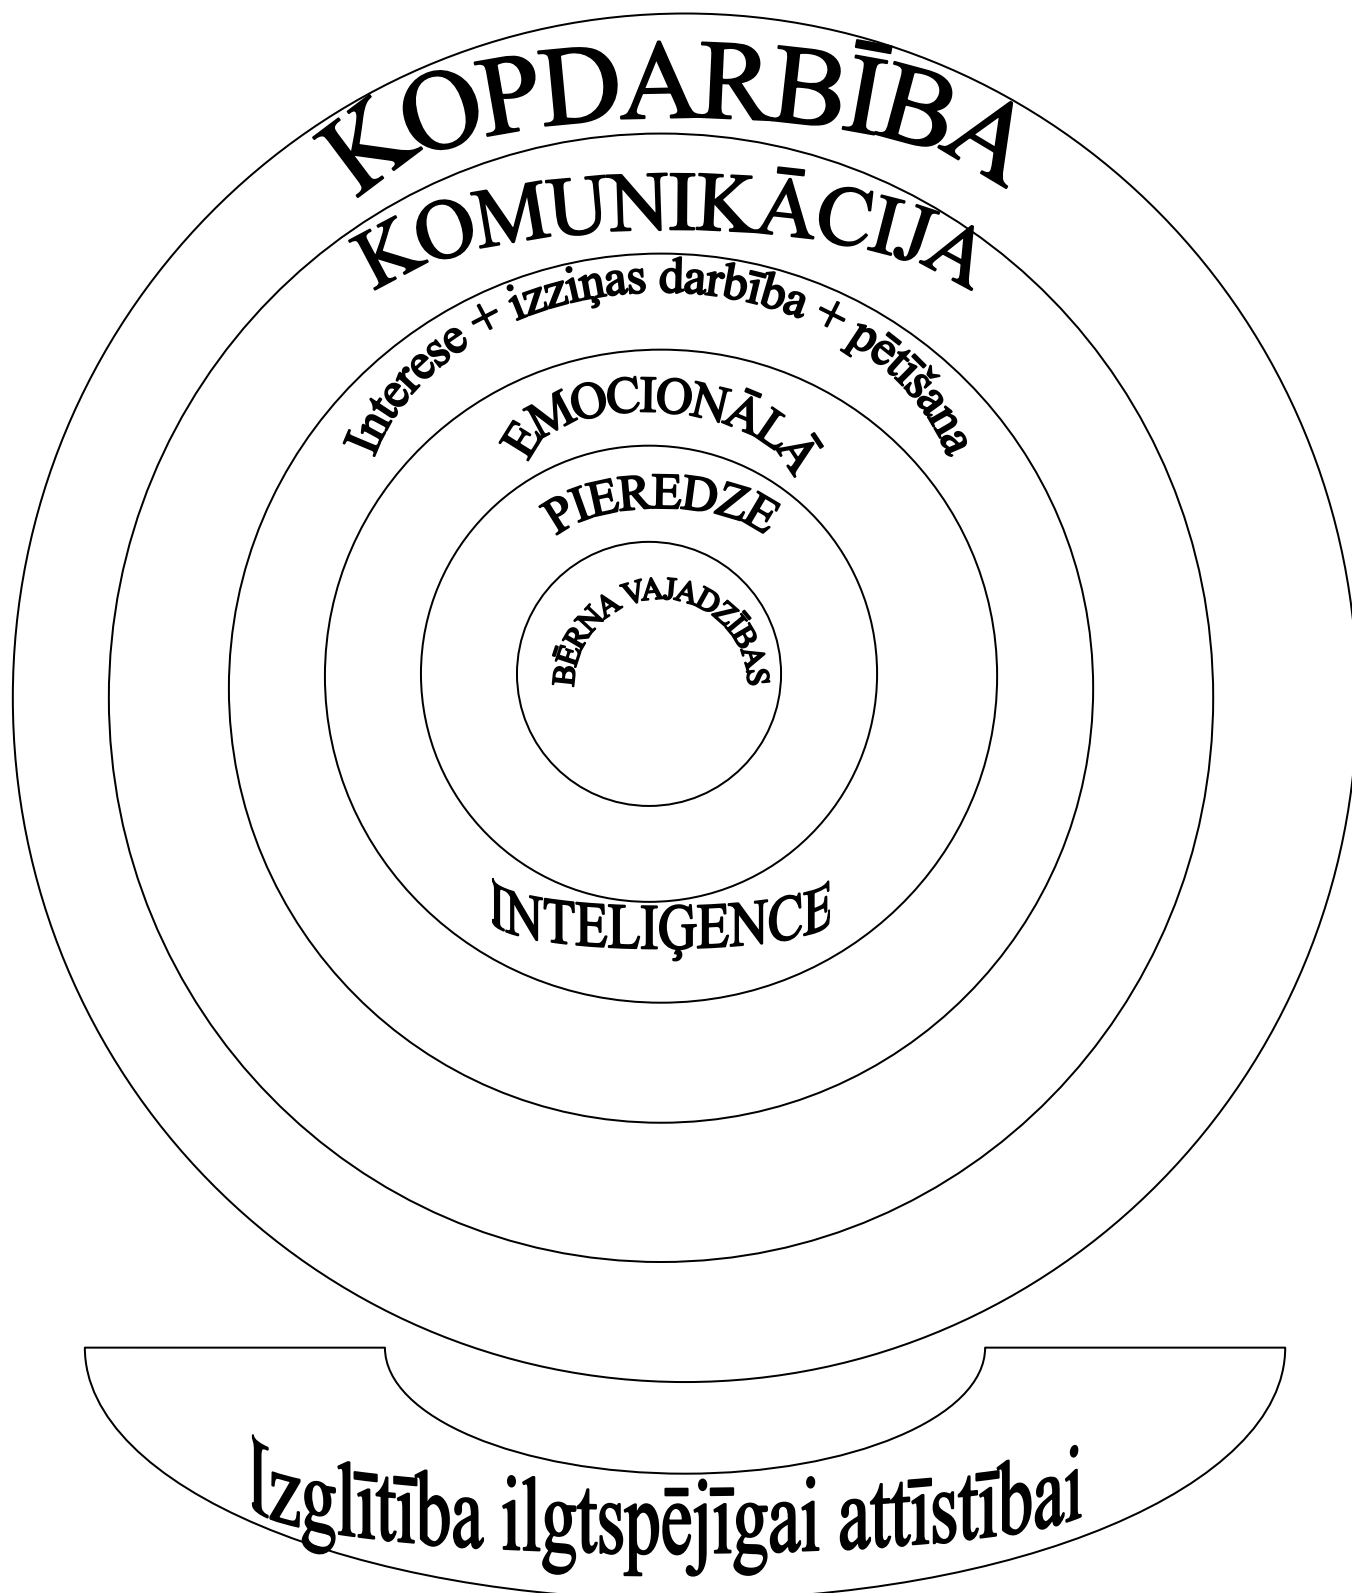 KOPDARBĪBA
KOMUNIKĀCIJA
Interese + izziņas darbība + pētīšana
EMOCIONĀLĀ
PIEREDZE
BĒRNA VAJADZĪBAS
INTELIĢENCE
Izglītība ilgtspējīgai attīstībai